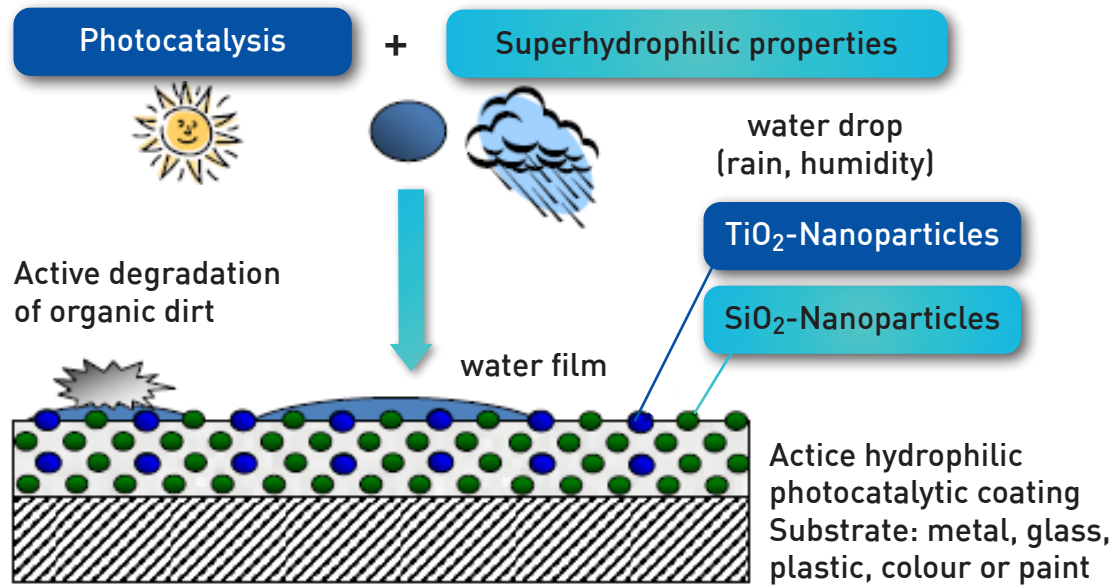 Photocatalysis
+
Superhydrophilic properties
water drop
(rain, humidity)
TiO₂-Nanoparticles
SiO₂-Nanoparticles
Active degradation
of organic dirt
water film
Actice hydrophilic
photocatalytic coating
Substrate: metal, glass,
plastic, colour or paint